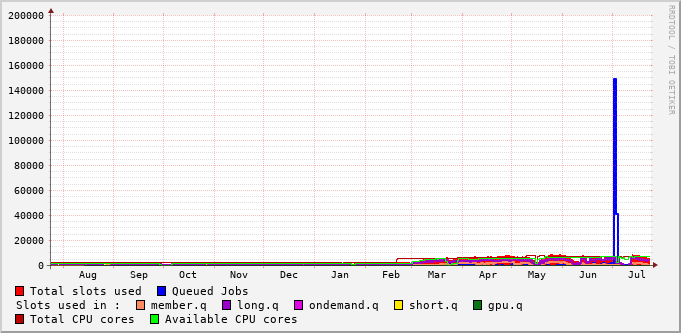 200000
180000
160000
140000
120000
100000
80000
60000
40000
20000
0
Aug Sep Oct Nov Dec Jan Feb Mar Apr May Jun Jul
RRDTOOL / TOBI OETIKER
Total slots used Queued Jobs
Slots used in : member.q long.q ondemand.q short.q gpu.q
Total CPU cores Available CPU cores